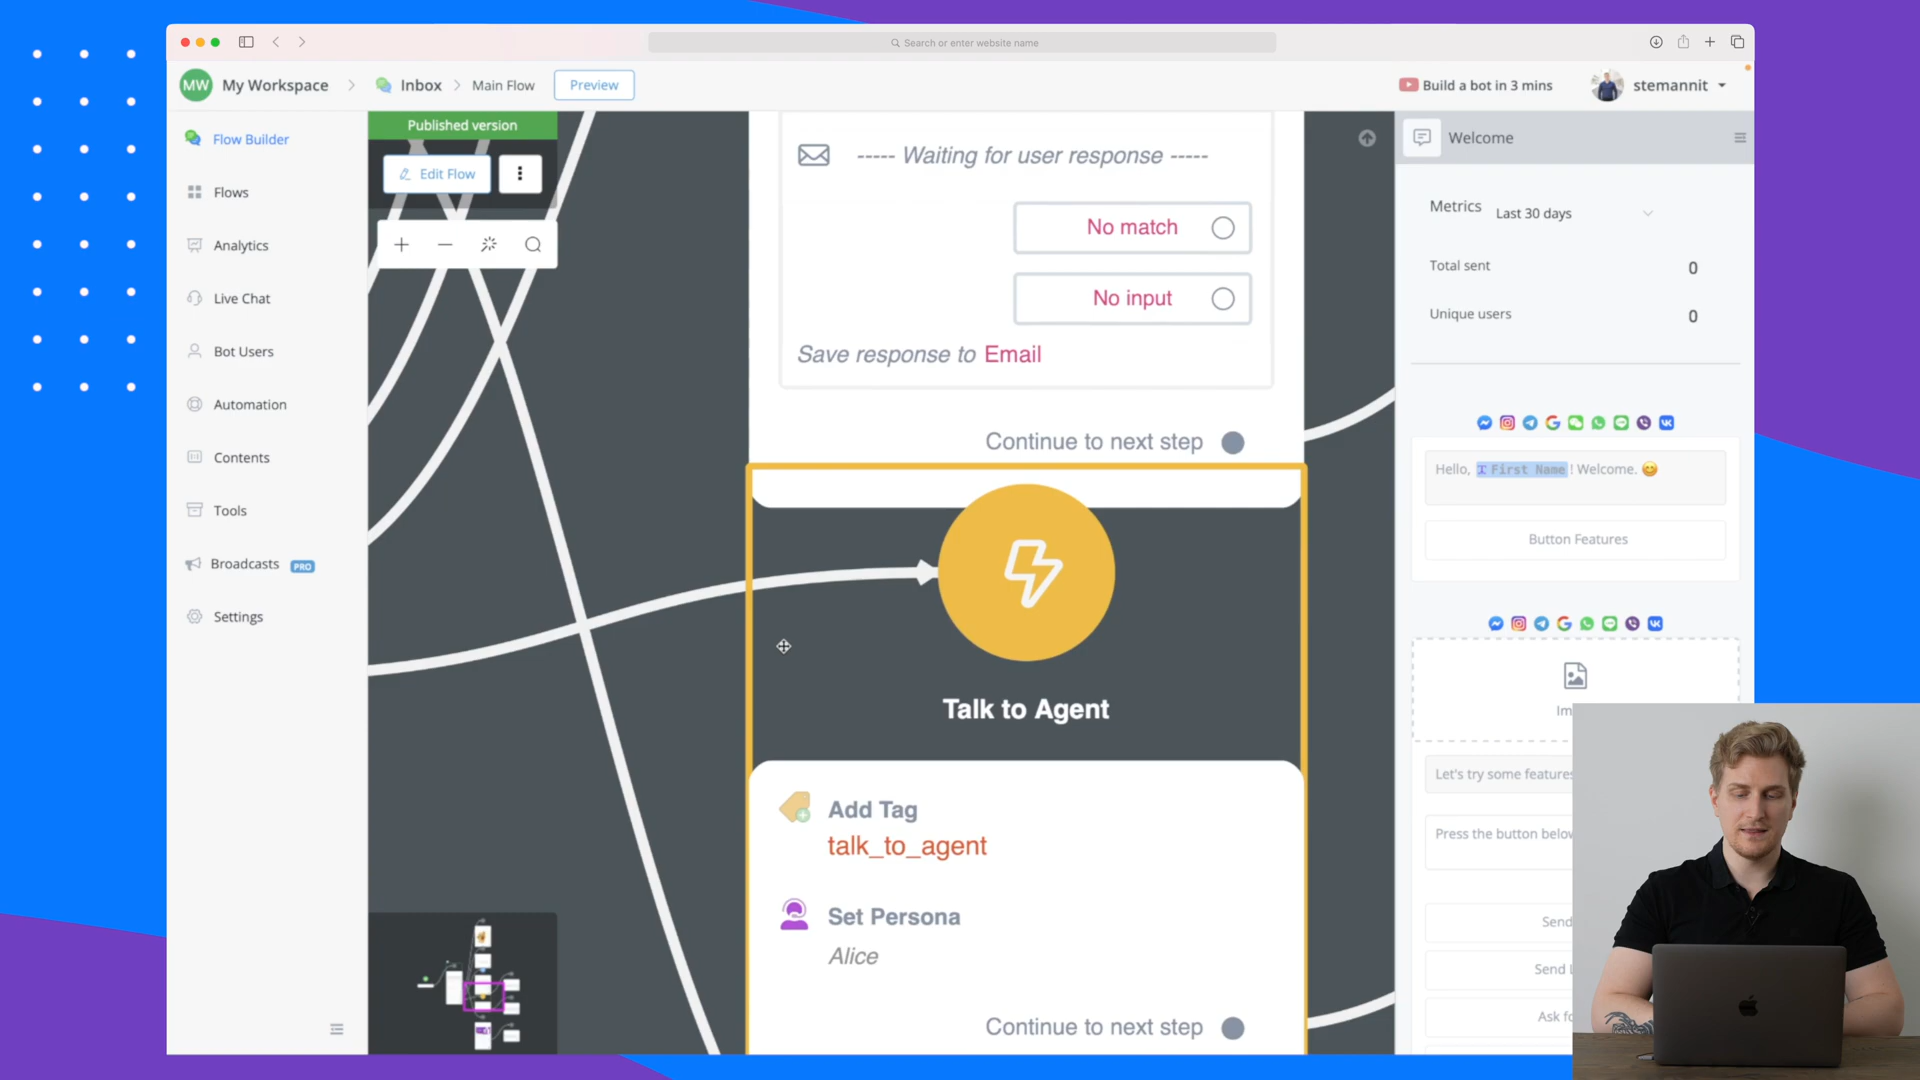 Search or enter website name
MW My Workspace
Inbox
Main Flow
Preview
Build a bot in 3 mins
stemannit
Flow Builder
Flows
Analytics
Live Chat
Bot Users
Automation
Contents
Tools
Broadcasts PRO
Settings
Published version
Edit Flow
----- Waiting for user response -----
No match
No input
Save response to Email
Continue to next step
Talk to Agent
Add Tag
talk_to_agent
Set Persona
Alice
Continue to next step
Welcome
Metrics Last 30 days
Total sent 0
Unique users 0
Hello, First Name ! Welcome. 😊
Button Features
Let's try some features
Press the button below
Send
Send
Ask